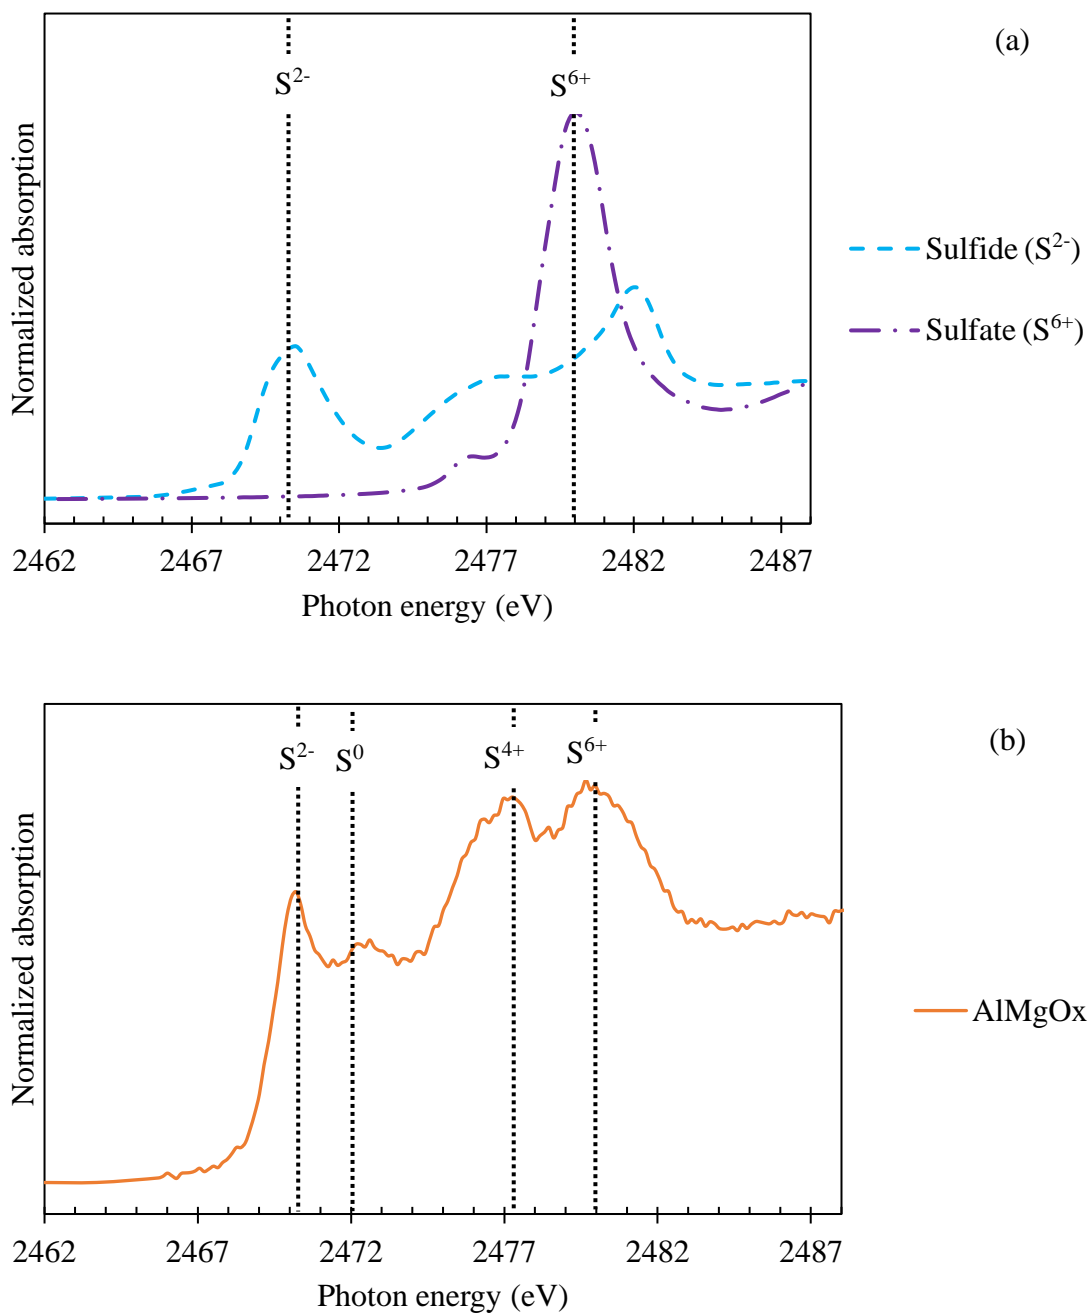 (a)
S²⁻ S⁶⁺
Normalized absorption
Sulfide (S²⁻)
Sulfate (S⁶⁺)
2462 2467 2472 2477 2482 2487
Photon energy (eV)
(b)
S²⁻ S⁰ S⁴⁺ S⁶⁺
Normalized absorption
AlMgOx
2462 2467 2472 2477 2482 2487
Photon energy (eV)